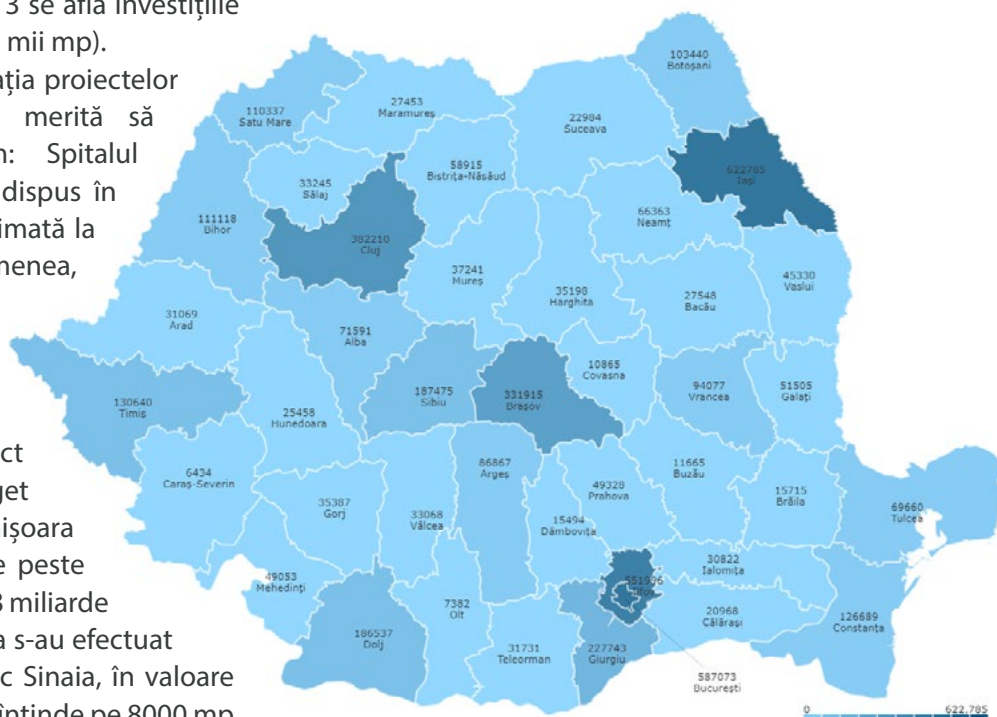 3 se află investițiile
mii mp).
ația proiectelor
merită să
n: Spitalul
dispus în
imată la
menea,
ct
get
nișoara
e peste
3 miliarde
a s-au efectuat
c Sinaia, în valoare
întinde pe 8000 mp
103440
Botoșani
110337
Satu Mare
27453
Maramureș
22984
Suceava
622785
Iași
58915
Bistrița-Năsăud
33245
Sălaj
66363
Neamț
111118
Bihor
382210
Cluj
37241
Mureș
35198
Harghita
27548
Bacău
45330
Vaslui
31069
Arad
71591
Alba
10865
Covasna
187475
Sibiu
331915
Brașov
94077
Vrancea
51505
Galați
130640
Timiș
25458
Hunedoara
86867
Argeș
6434
Caraș-Severin
49328
Prahova
11665
Buzău
35387
Gorj
33068
Vâlcea
15494
Dâmbovița
15715
Brăila
69660
Tulcea
49053
Mehedinți
30822
Ialomița
7382
Olt
20968
Călărași
126689
Constanța
186537
Dolj
31731
Teleorman
227743
Giurgiu
587073
București
0 622.785